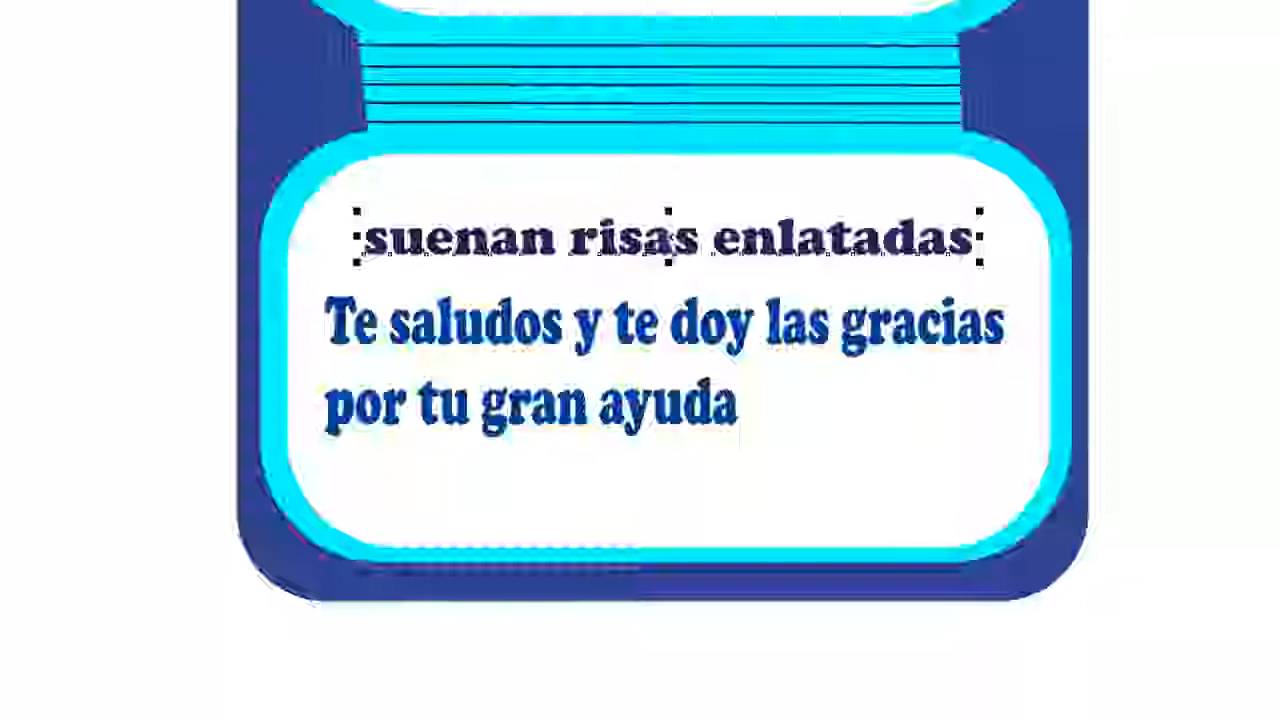 suenan risas enlatadas
Te saludos y te doy las gracias
por tu gran ayuda